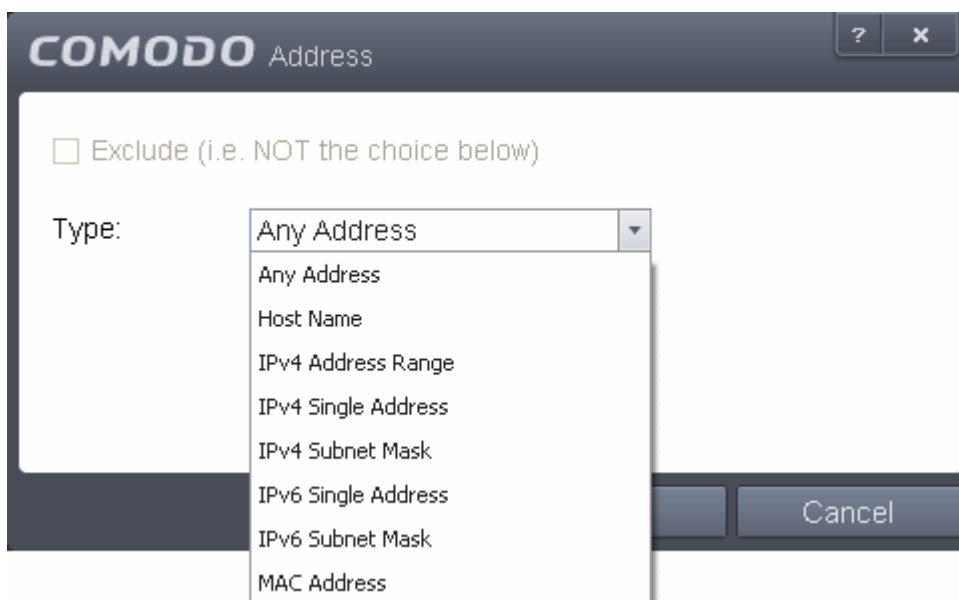 COMODO Address ? x
Exclude (i.e. NOT the choice below)
Type: Any Address
Any Address
Host Name
IPv4 Address Range
IPv4 Single Address
IPv4 Subnet Mask
IPv6 Single Address
IPv6 Subnet Mask
MAC Address
Cancel